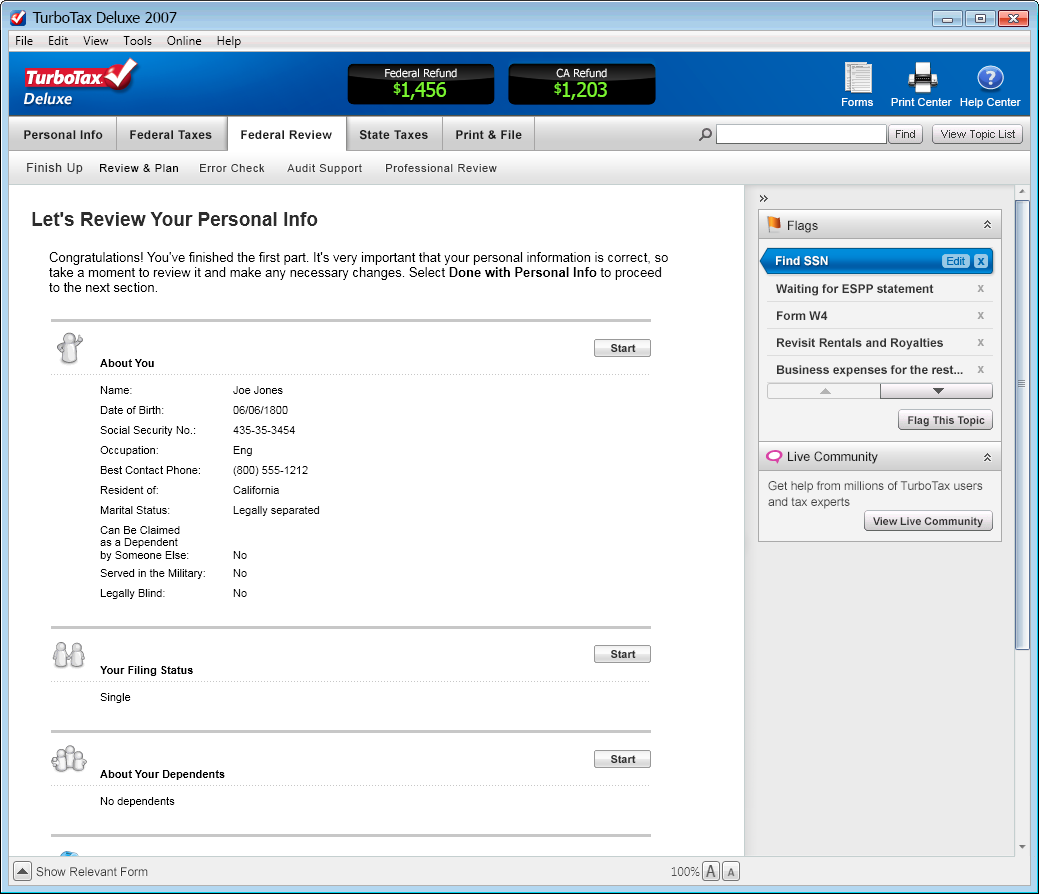 TurboTax Deluxe 2007
File Edit View Tools Online Help
TurboTax
Deluxe
Federal Refund
$1,456
CA Refund
$1,203
Forms
Print Center
Help Center
Personal Info
Federal Taxes
Federal Review
State Taxes
Print & File
Find
View Topic List
Finish Up
Review & Plan
Error Check
Audit Support
Professional Review
Let's Review Your Personal Info
Congratulations! You've finished the first part. It's very important that your personal information is correct, so
take a moment to review it and make any necessary changes. Select Done with Personal Info to proceed
to the next section.
About You
Start
Name: Joe Jones
Date of Birth: 06/06/1800
Social Security No.: 435-35-3454
Occupation: Eng
Best Contact Phone: (800) 555-1212
Resident of: California
Marital Status: Legally separated
Can Be Claimed
as a Dependent
by Someone Else: No
Served in the Military: No
Legally Blind: No
Your Filing Status
Start
Single
About Your Dependents
Start
No dependents
Flags
Find SSN Edit x
Waiting for ESPP statement x
Form W4 x
Revisit Rentals and Royalties x
Business expenses for the rest... x
Flag This Topic
Live Community
Get help from millions of TurboTax users
and tax experts
View Live Community
Show Relevant Form
100% A A